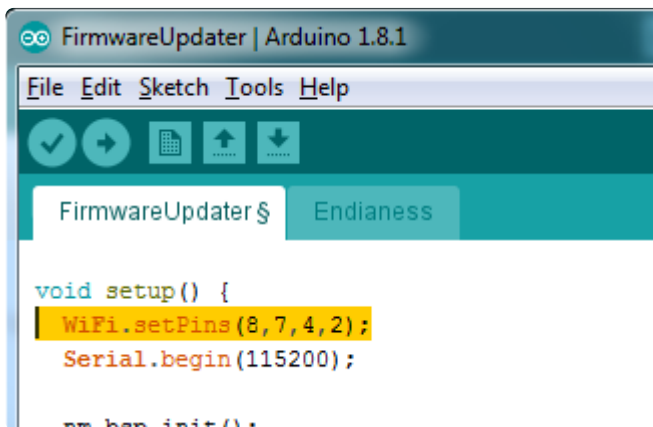 FirmwareUpdater | Arduino 1.8.1
File Edit Sketch Tools Help
FirmwareUpdater § Endianess
void setup() {
WiFi.setPins(8,7,4,2);
Serial.begin(115200);
nm_bsp_init();